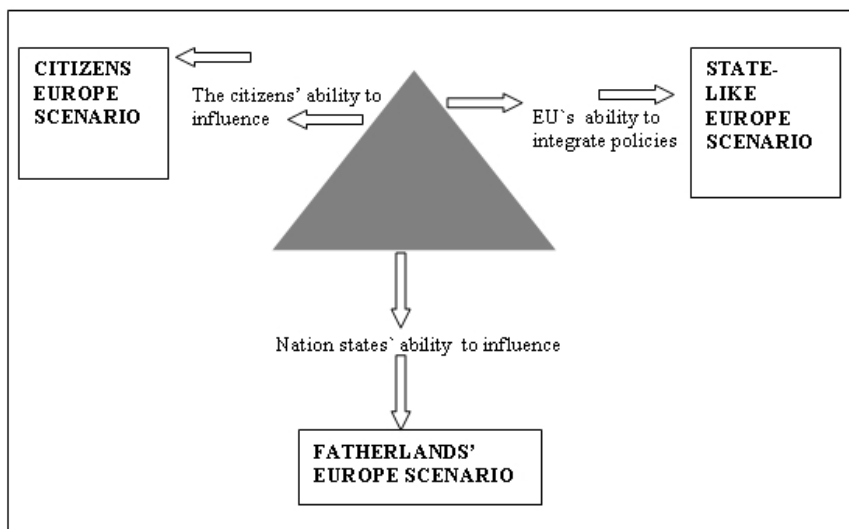 CITIZENS
EUROPE
SCENARIO
The citizens’ ability to
influence
EU`s ability to
integrate policies
STATE-
LIKE
EUROPE
SCENARIO
Nation states` ability to influence
FATHERLANDS’
EUROPE SCENARIO